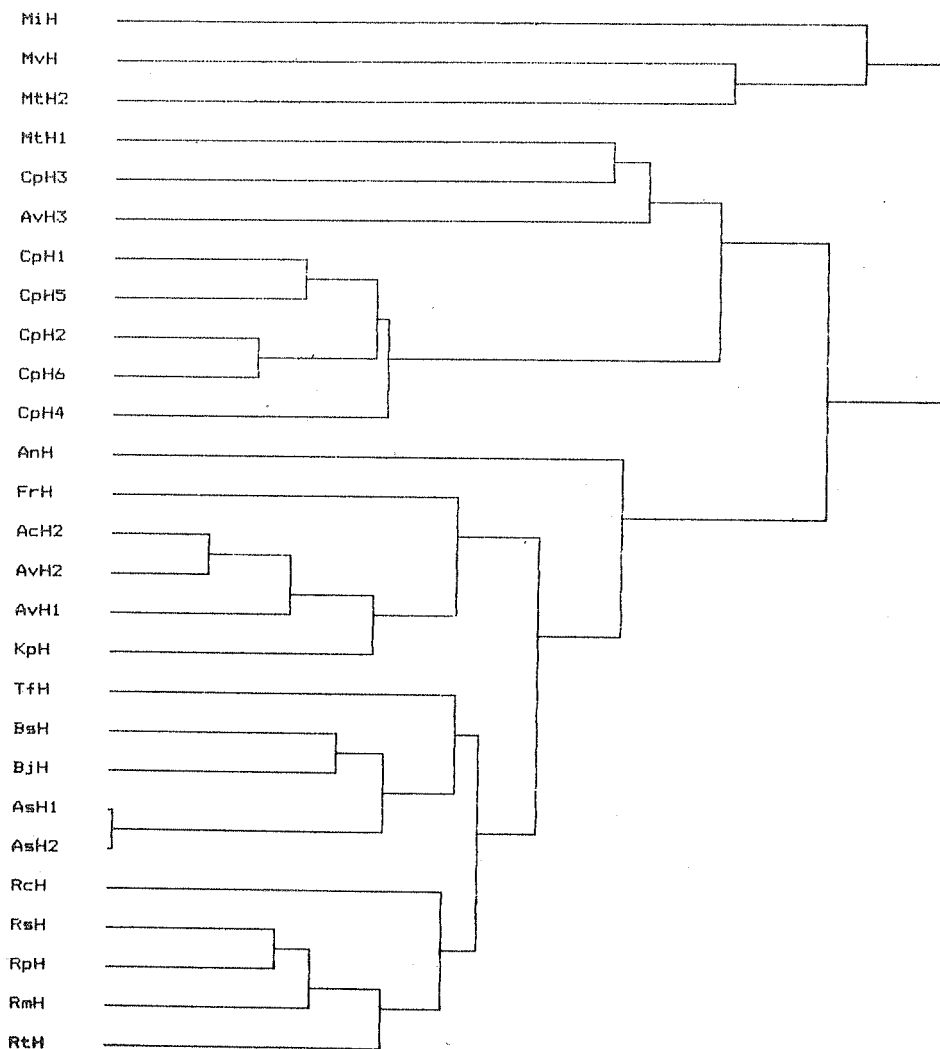 MiH
MvH
MtH2
MtH1
CpH3
AvH3
CpH1
CpH5
CpH2
CpH6
CpH4
AnH
FrH
AcH2
AvH2
AvH1
KpH
TfH
BsH
BjH
AsH1
AsH2
RcH
RsH
RpH
RmH
RtH